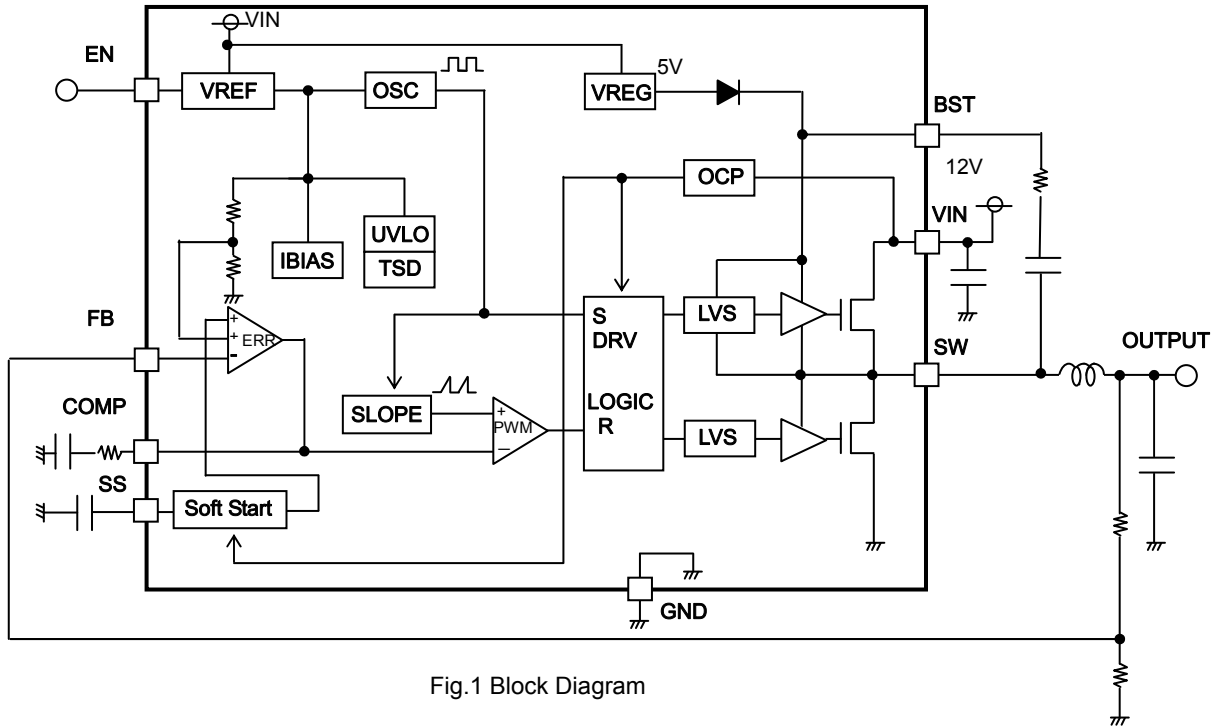 VIN
EN
VREF
OSC
5V
VREG
BST
12V
OCP
VIN
UVLO
TSD
IBIAS
LVS
S
DRV
LOGIC
R
FB
+
+
-
ERR
SW
OUTPUT
COMP
SLOPE
+
PWM
−
LVS
SS
Soft Start
GND
Fig.1 Block Diagram